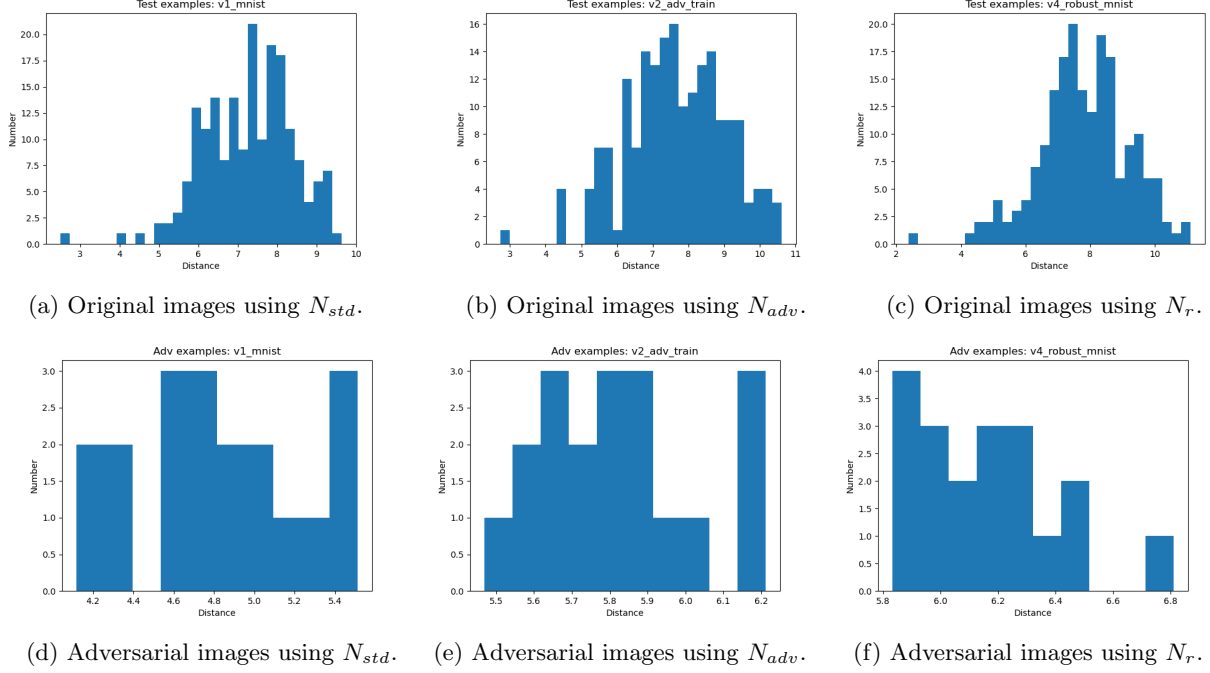 Test examples: v1_mnist
Number
20.0
17.5
15.0
12.5
10.0
7.5
5.0
2.5
0.0
3 4 5 6 7 8 9 10
Distance
(a) Original images using N_std.
Test examples: v2_adv_train
Number
16
14
12
10
8
6
4
2
0
3 4 5 6 7 8 9 10 11
Distance
(b) Original images using N_adv.
Test examples: v4_robust_mnist
Number
20.0
17.5
15.0
12.5
10.0
7.5
5.0
2.5
0.0
2 4 6 8 10
Distance
(c) Original images using N_r.
Adv examples: v1_mnist
Number
3.0
2.5
2.0
1.5
1.0
0.5
0.0
4.2 4.4 4.6 4.8 5.0 5.2 5.4
Distance
(d) Adversarial images using N_std.
Adv examples: v2_adv_train
Number
3.0
2.5
2.0
1.5
1.0
0.5
0.0
5.5 5.6 5.7 5.8 5.9 6.0 6.1 6.2
Distance
(e) Adversarial images using N_adv.
Adv examples: v4_robust_mnist
Number
4.0
3.5
3.0
2.5
2.0
1.5
1.0
0.5
0.0
5.8 6.0 6.2 6.4 6.6 6.8
Distance
(f) Adversarial images using N_r.